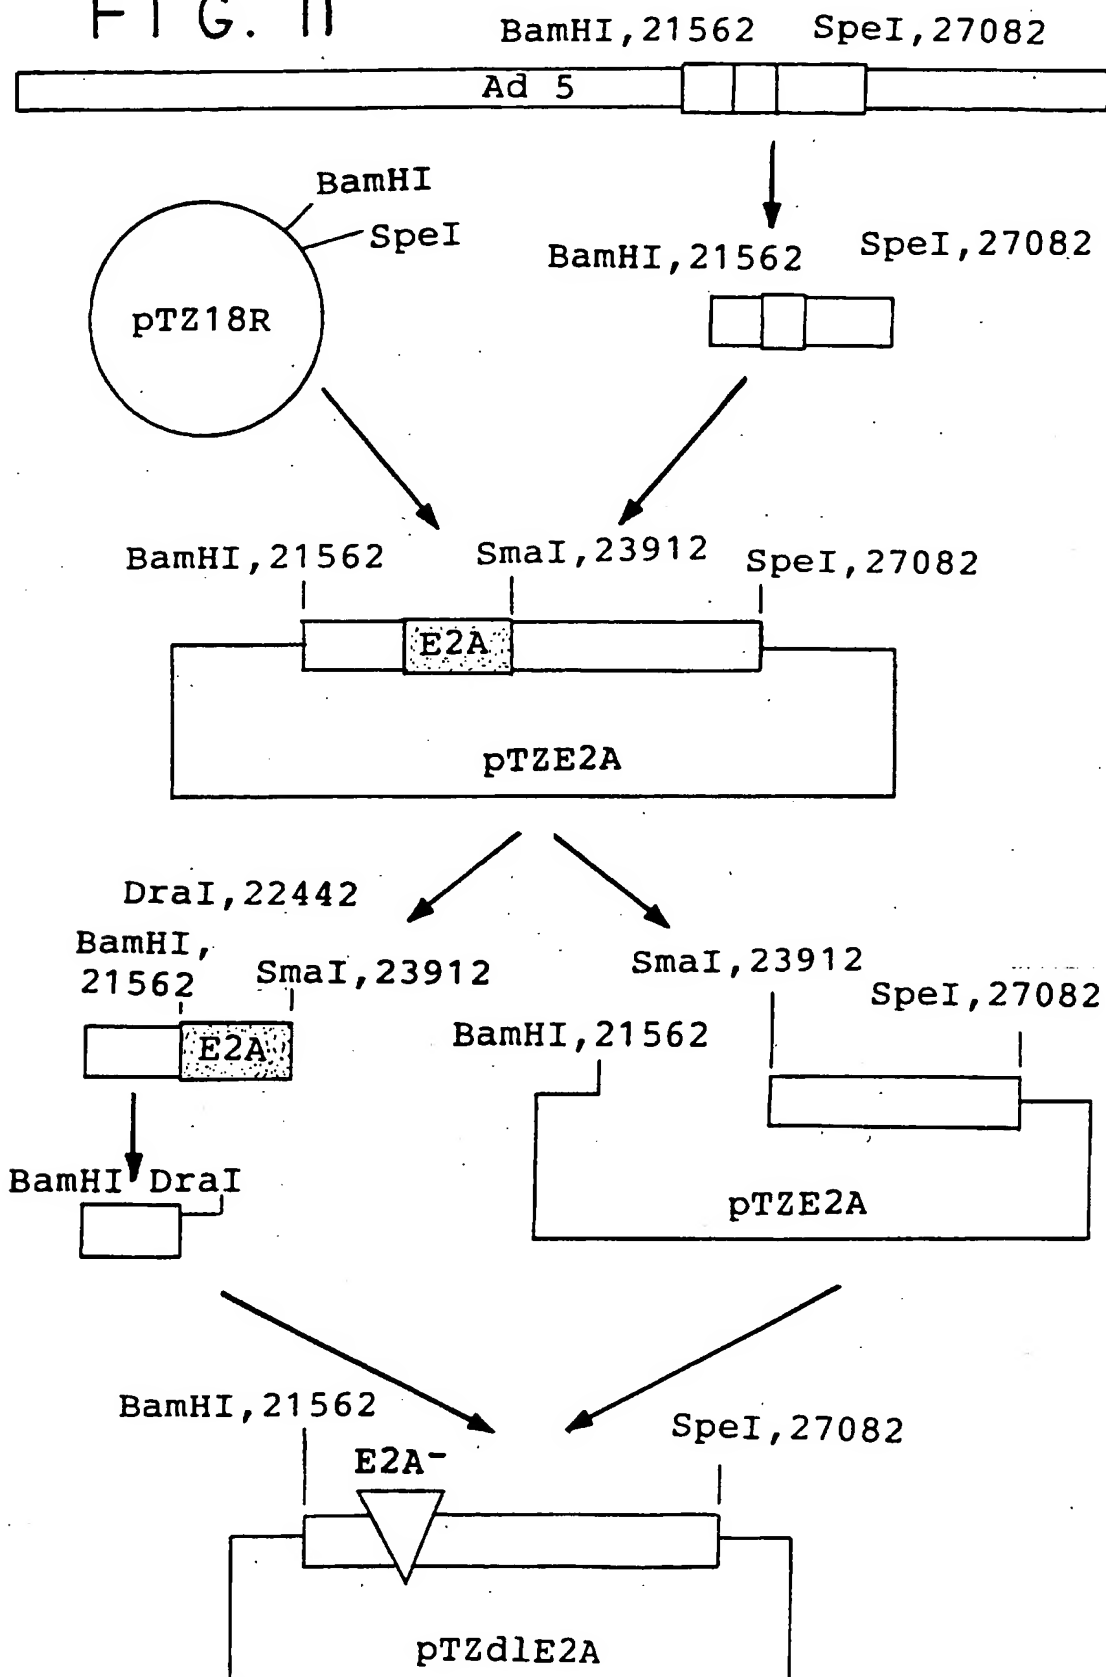 FIG. 11
BamHI,21562 SpeI,27082
Ad 5
BamHI
SpeI
pTZ18R
BamHI,21562 SpeI,27082
BamHI,21562 SmaI,23912 SpeI,27082
E2A
pTZE2A
DraI,22442
BamHI,
21562
SmaI,23912
E2A
BamHI DraI
SmaI,23912
SpeI,27082
BamHI,21562
pTZE2A
BamHI,21562
SpeI,27082
E2A-
pTZdlE2A